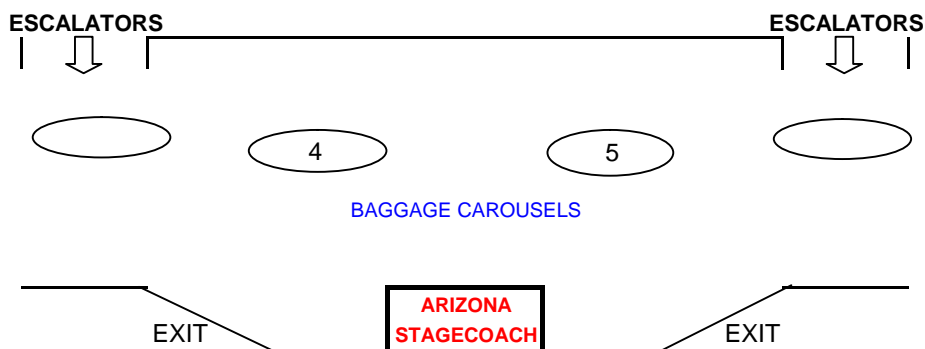 ESCALATORS ESCALATORS
4 5
BAGGAGE CAROUSELS
ARIZONA
STAGECOACH
EXIT EXIT